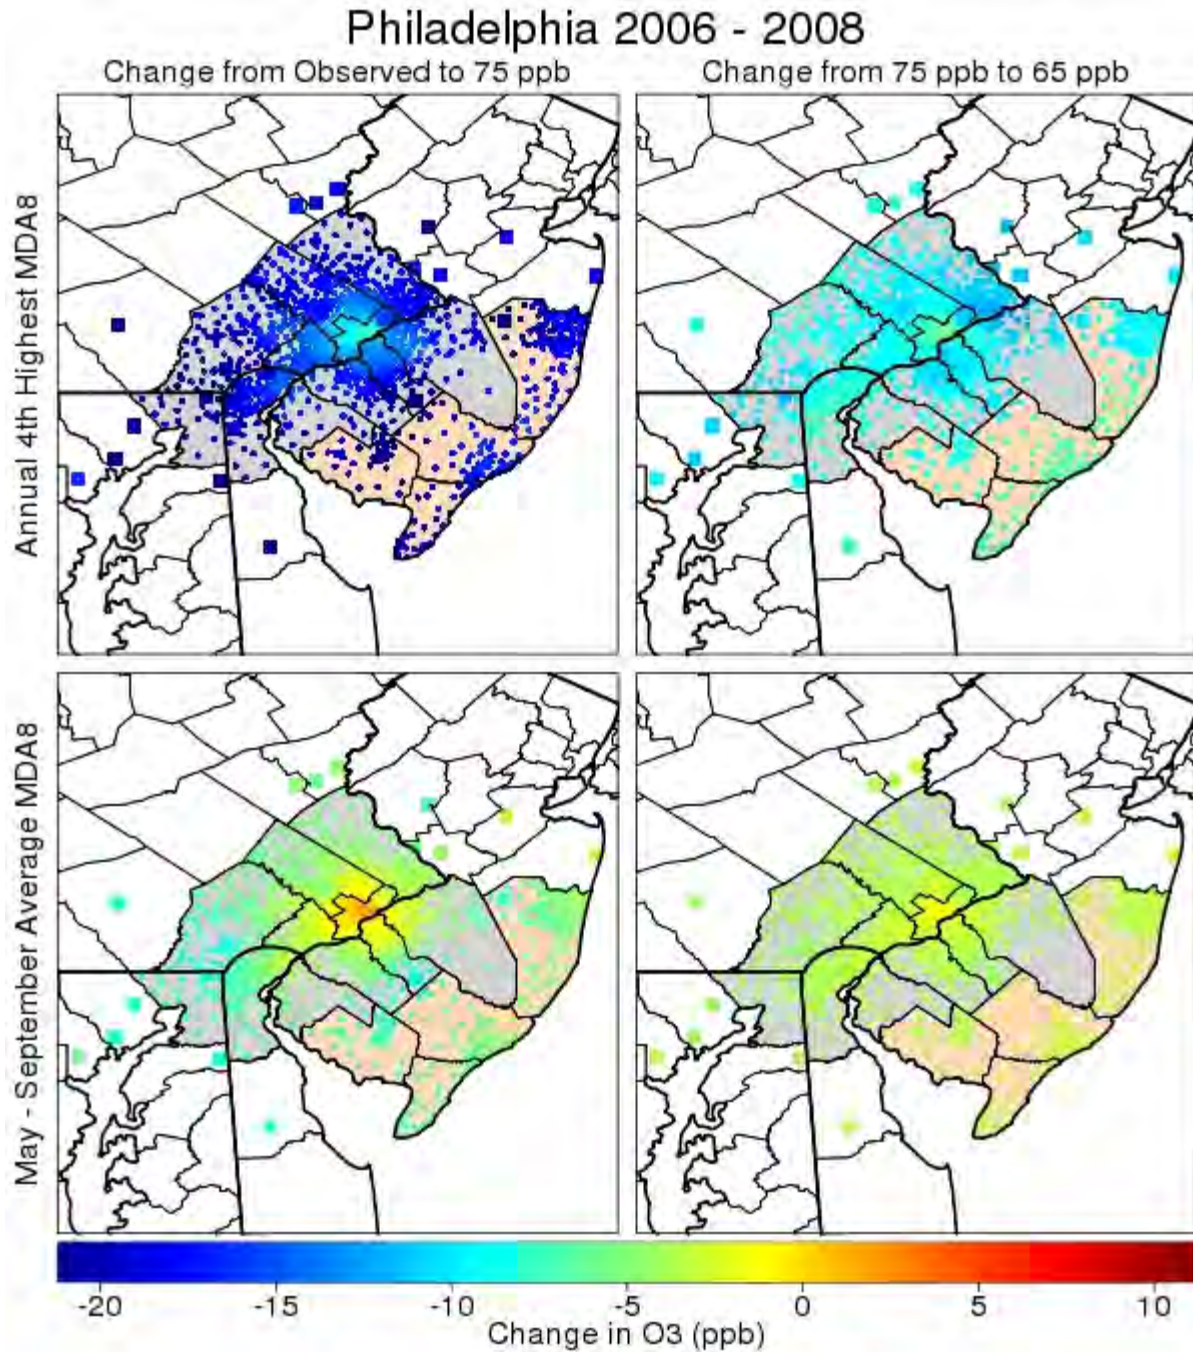 Philadelphia 2006 - 2008
Change from Observed to 75 ppb
Change from 75 ppb to 65 ppb
Annual 4th Highest MDA8
May - September Average MDA8
-20 -15 -10 -5 0 5 10
Change in O3 (ppb)